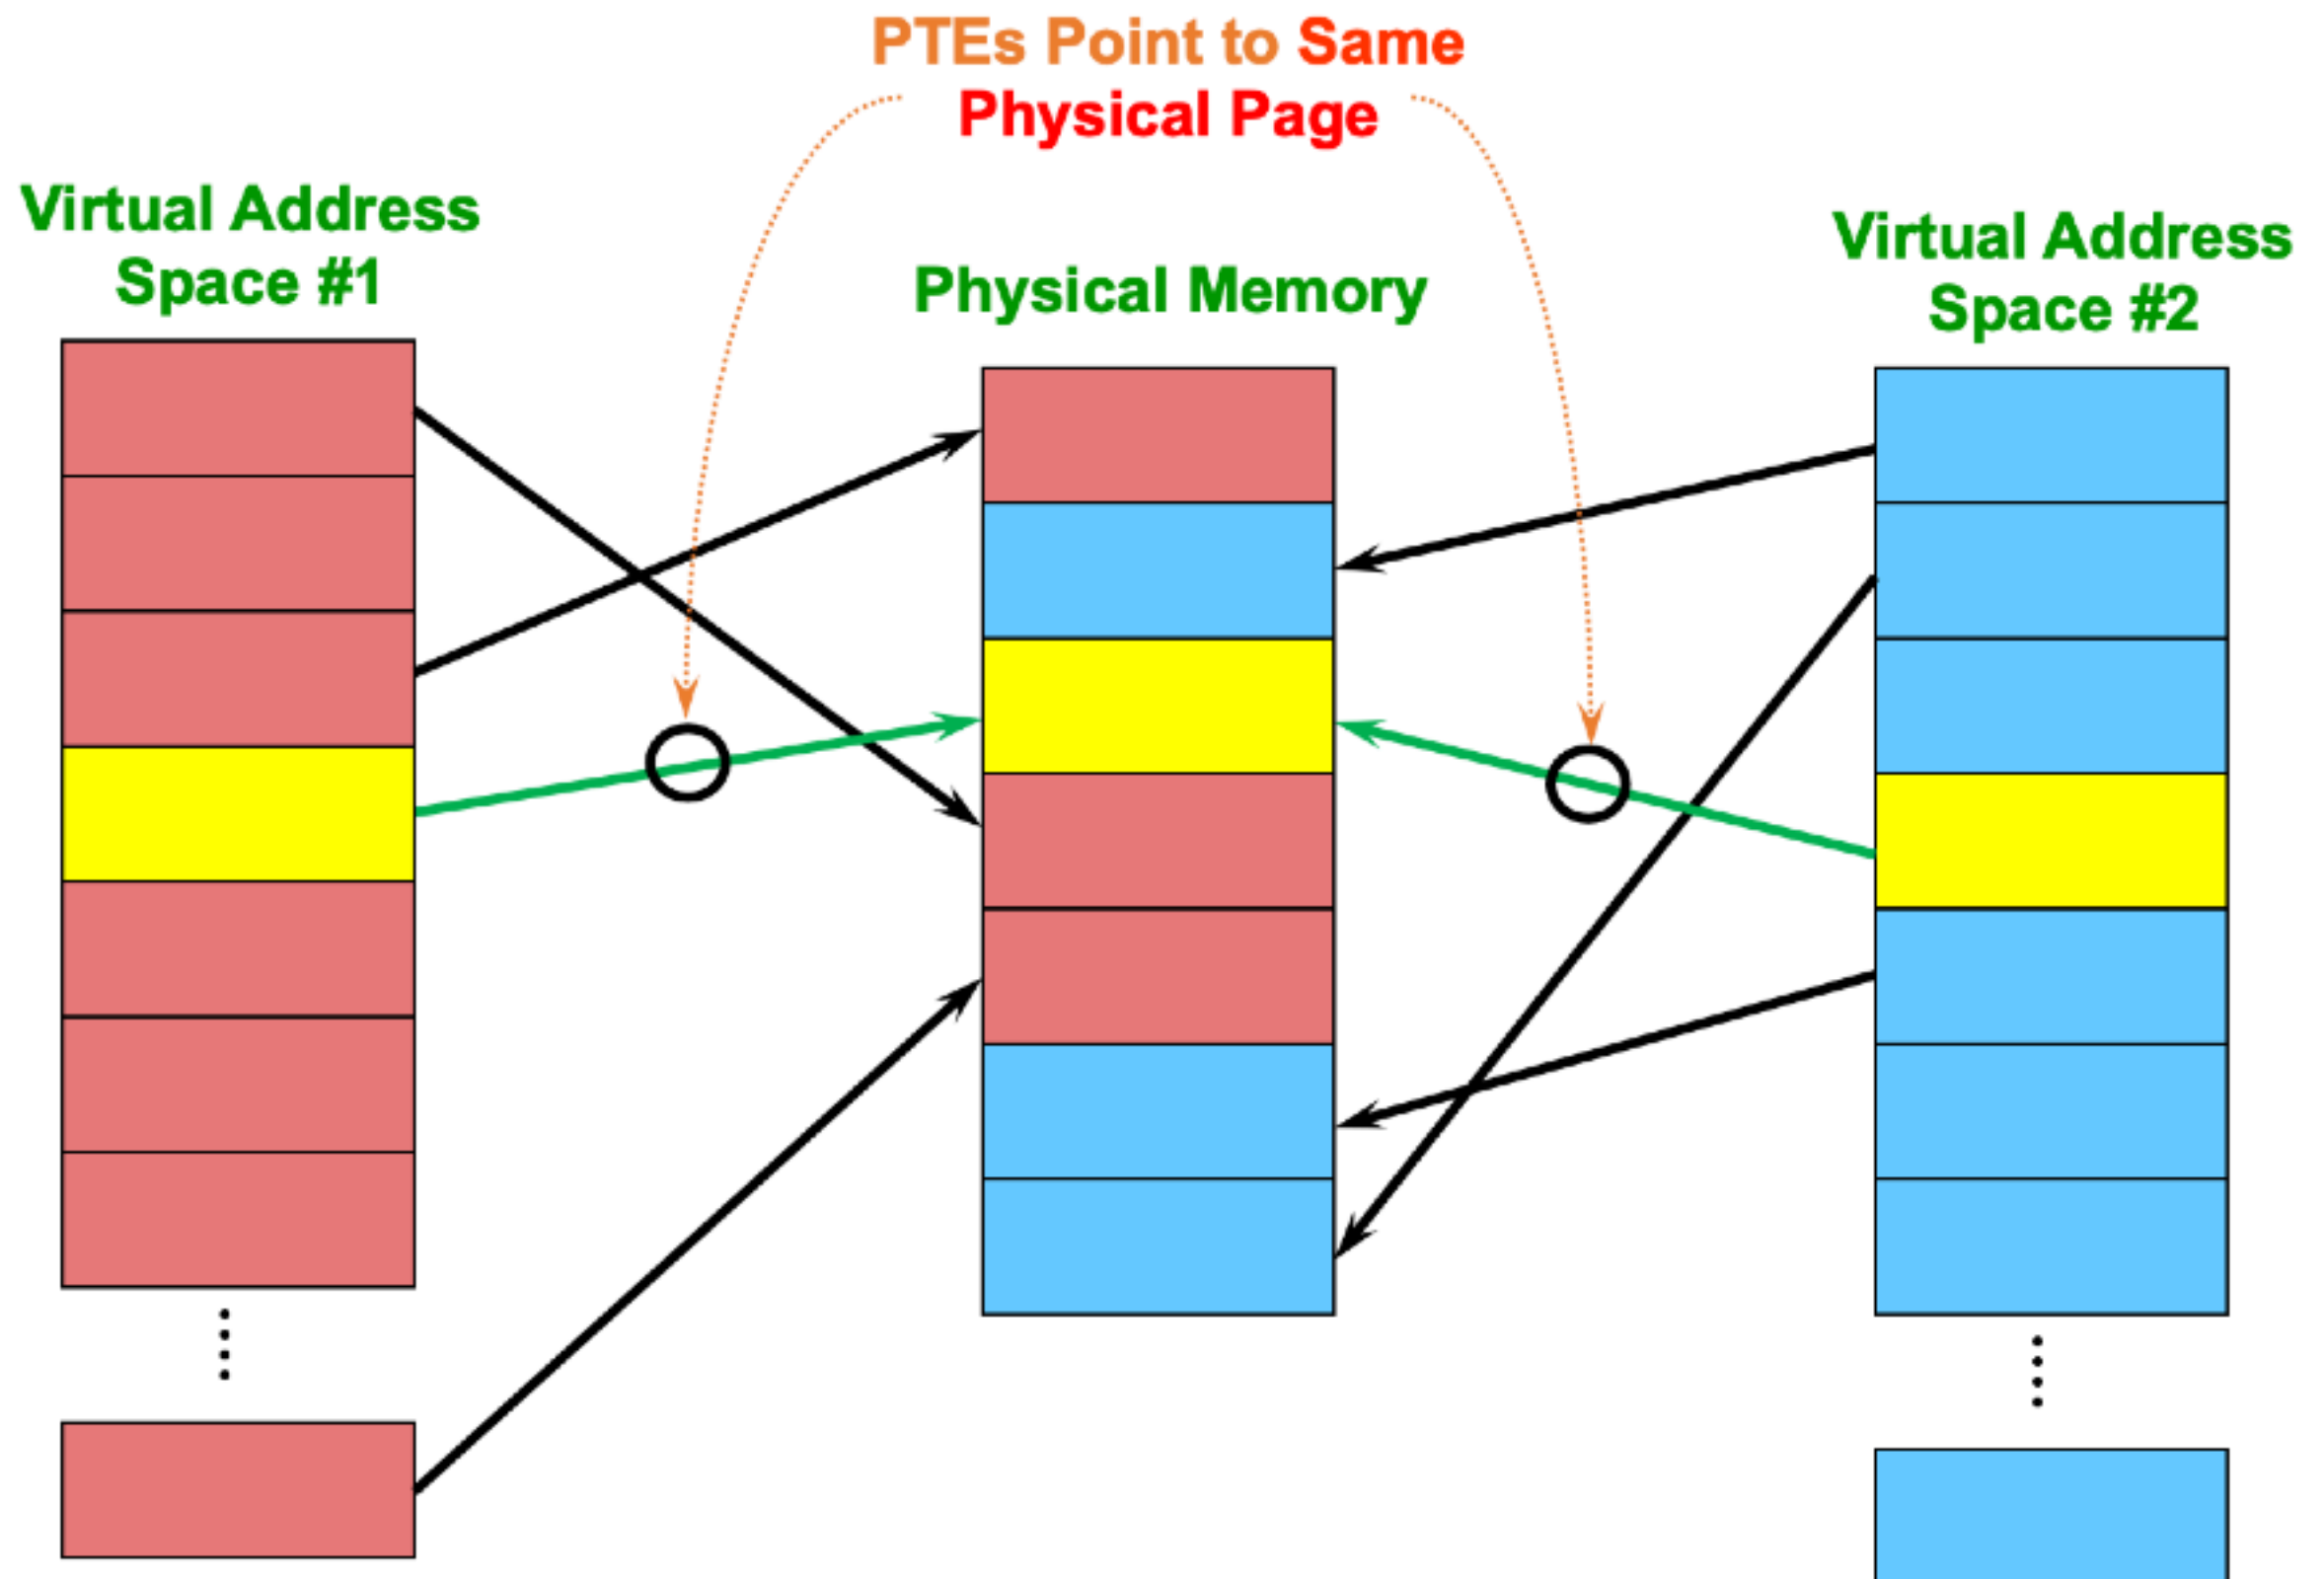 PTEs Point to Same
Physical Page
Virtual Address
Space #1
Physical Memory
Virtual Address
Space #2